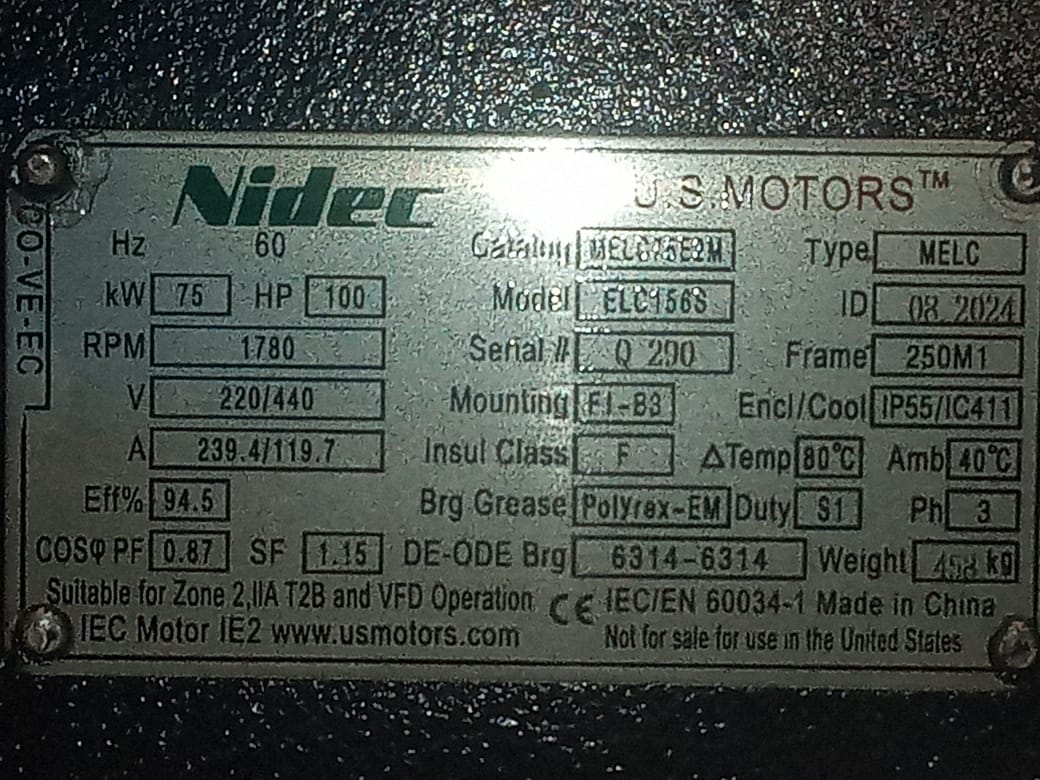 Nidec U.S. MOTORS™
CO-VE-EC
Hz 60 Catalog MELC75E2M Type MELC
kW 75 HP 100 Model ELC156S ID 08.2024
RPM 1780 Serial # Q 290 Frame 250M1
V 220/440 Mounting F1-B3 Encl/Cool IP55/IC411
A 239.4/119.7 Insul Class F ΔTemp 80°C Amb 40°C
Eff% 94.5 Brg Grease Polyrex-EM Duty S1 Ph 3
COSφ PF 0.87 SF 1.15 DE-ODE Brg 6314-6314 Weight kg
Suitable for Zone 2,IIA T2B and VFD Operation CE IEC/EN 60034-1 Made in China
IEC Motor IE2 www.usmotors.com Not for sale for use in the United States